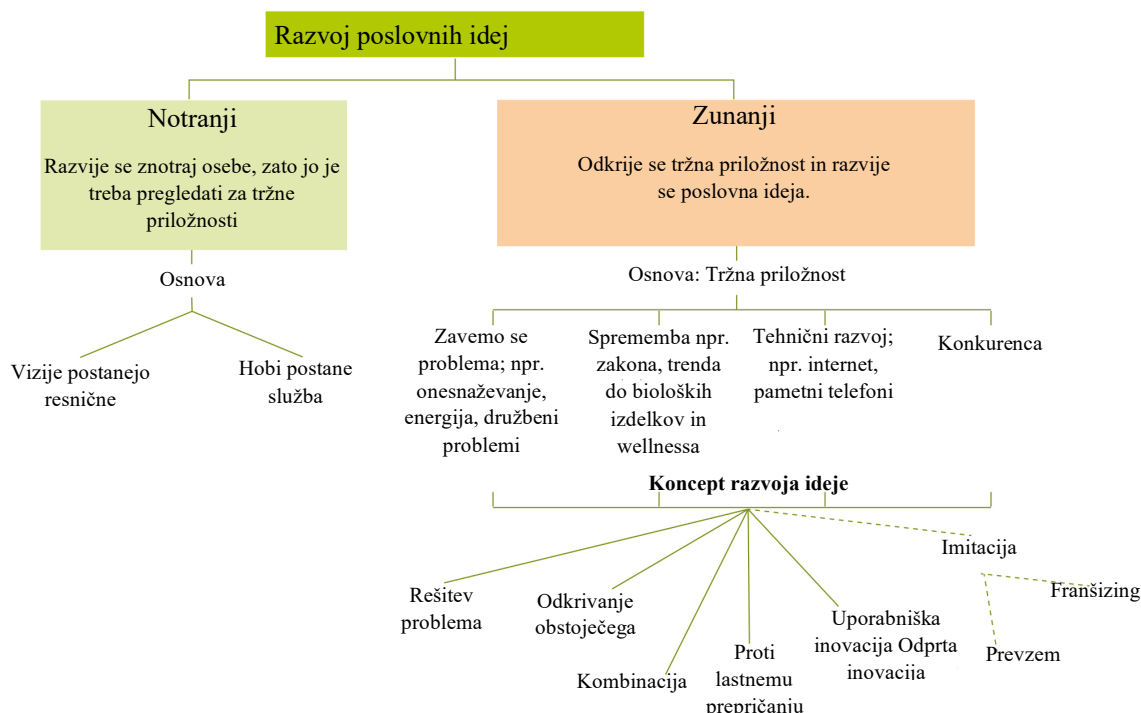 Razvoj poslovnih idej
Notranji
Razvije se znotraj osebe, zato jo je
treba pregledati za tržne
priložnosti
Zunanji
Odkrije se tržna priložnost in razvije
se poslovna ideja.
Osnova
Vizije postanejo
resnične
Hobi postane
služba
Osnova: Tržna priložnost
Zavemo se
problema; npr.
onesnaževanje,
energija, družbeni
problemi
Sprememba npr.
zakona, trenda
do bioloških
izdelkov in
wellnessa
Tehnični razvoj;
npr. internet,
pametni telefoni
Konkurenca
Koncept razvoja ideje
Rešitev
problema
Odkrivanje
obstoječega
Kombinacija
Proti
lastnemu
prepričanju
Uporabniška
inovacija Odprta
inovacija
Imitacija
Franšizing
Prevzem